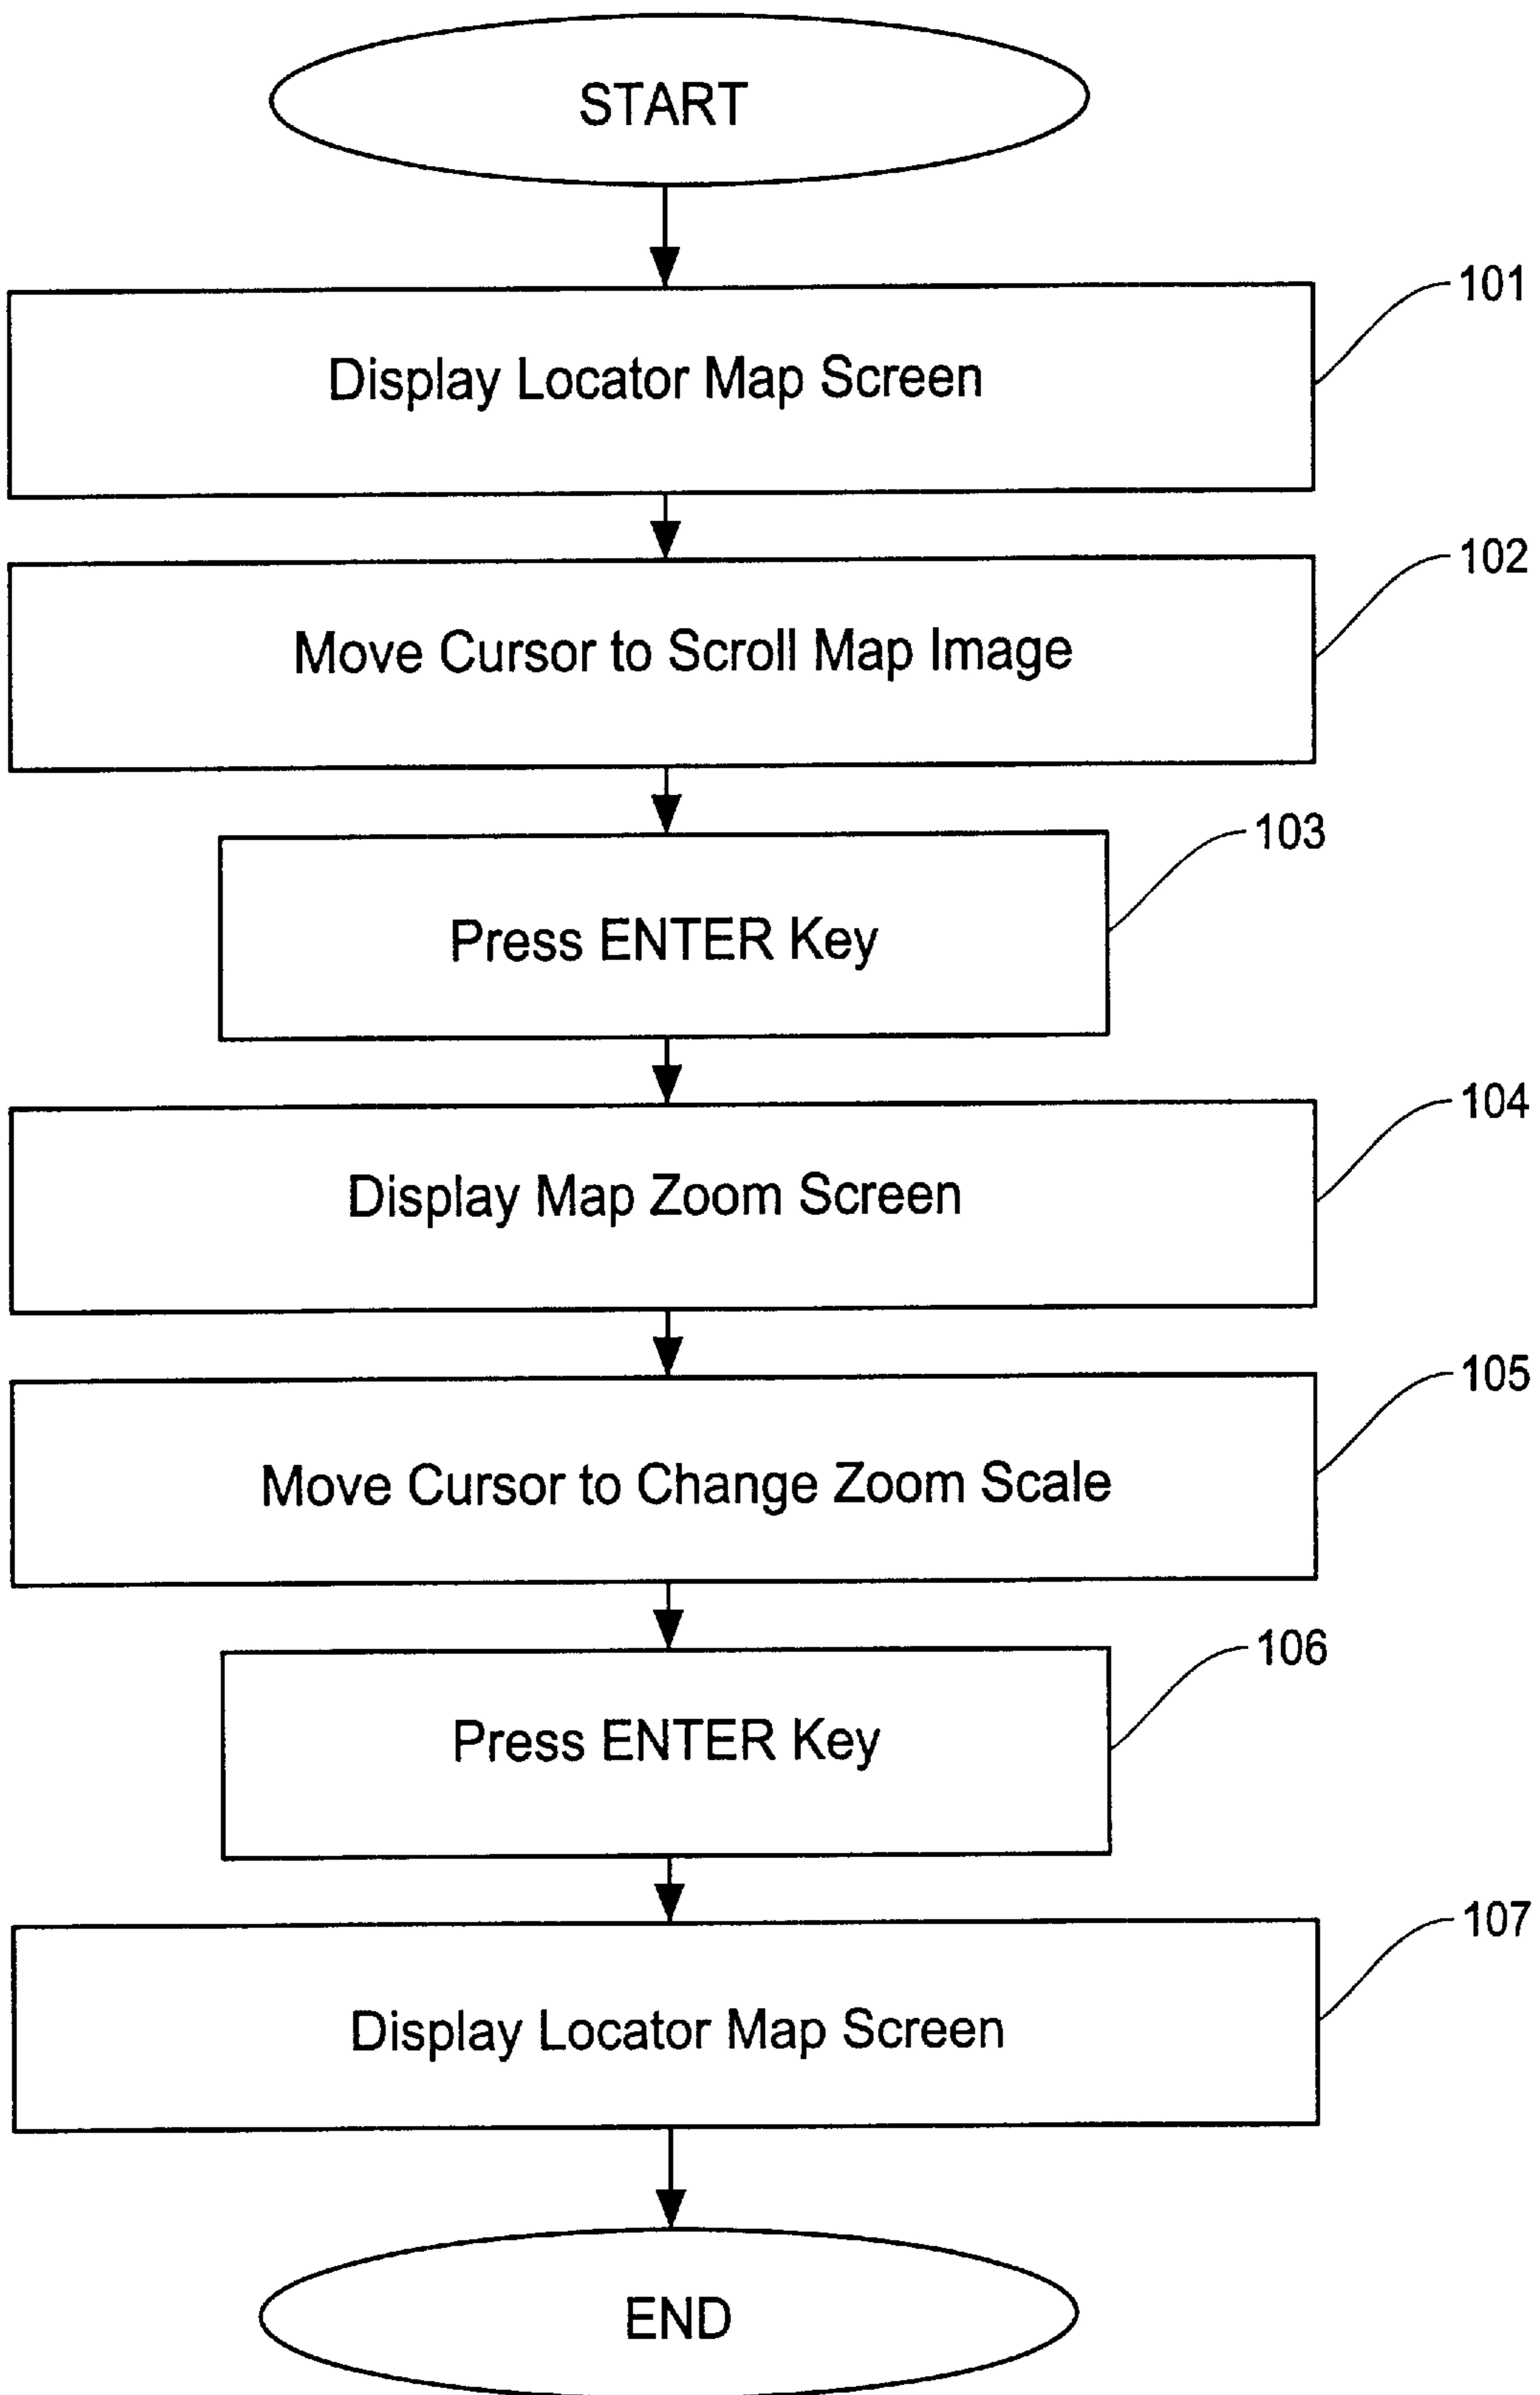 START
101
Display Locator Map Screen
102
Move Cursor to Scroll Map Image
103
Press ENTER Key
104
Display Map Zoom Screen
105
Move Cursor to Change Zoom Scale
106
Press ENTER Key
107
Display Locator Map Screen
END